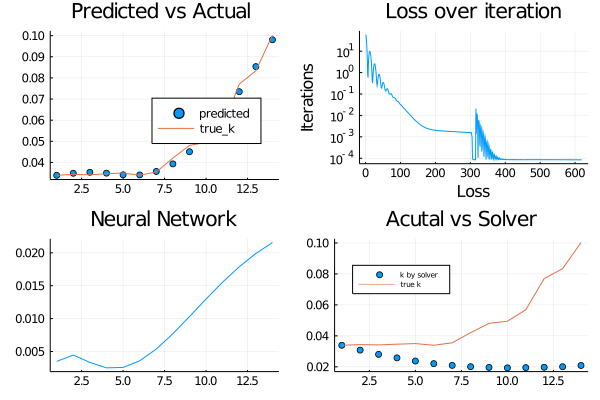 Predicted vs Actual
0.10
0.09
0.08
0.07
0.06
0.05
0.04
2.5 5.0 7.5 10.0 12.5
predicted
true_k
Loss over iteration
Iterations
10^1
10^0
10^-1
10^-2
10^-3
10^-4
0 100 200 300 400 500 600
Loss
Neural Network
0.020
0.015
0.010
0.005
2.5 5.0 7.5 10.0 12.5
Acutal vs Solver
0.10
0.08
0.06
0.04
0.02
2.5 5.0 7.5 10.0 12.5
k by solver
true k